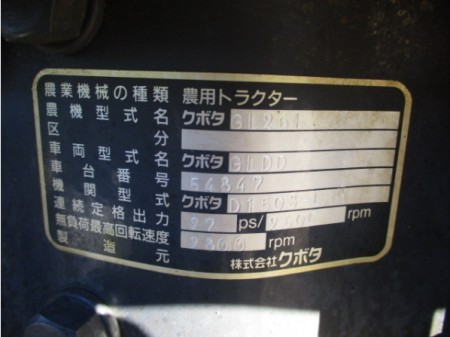 農業機械の種類 農用トラクター
農機型式名 クボタ GL261
区分
車両型式名 クボタ GLDD
車台番号 54847
機関型式 クボタ D1503
連続定格出力 27 ps/2600 rpm
無負荷最高回転速度 2800 rpm
製造元 株式会社クボタ